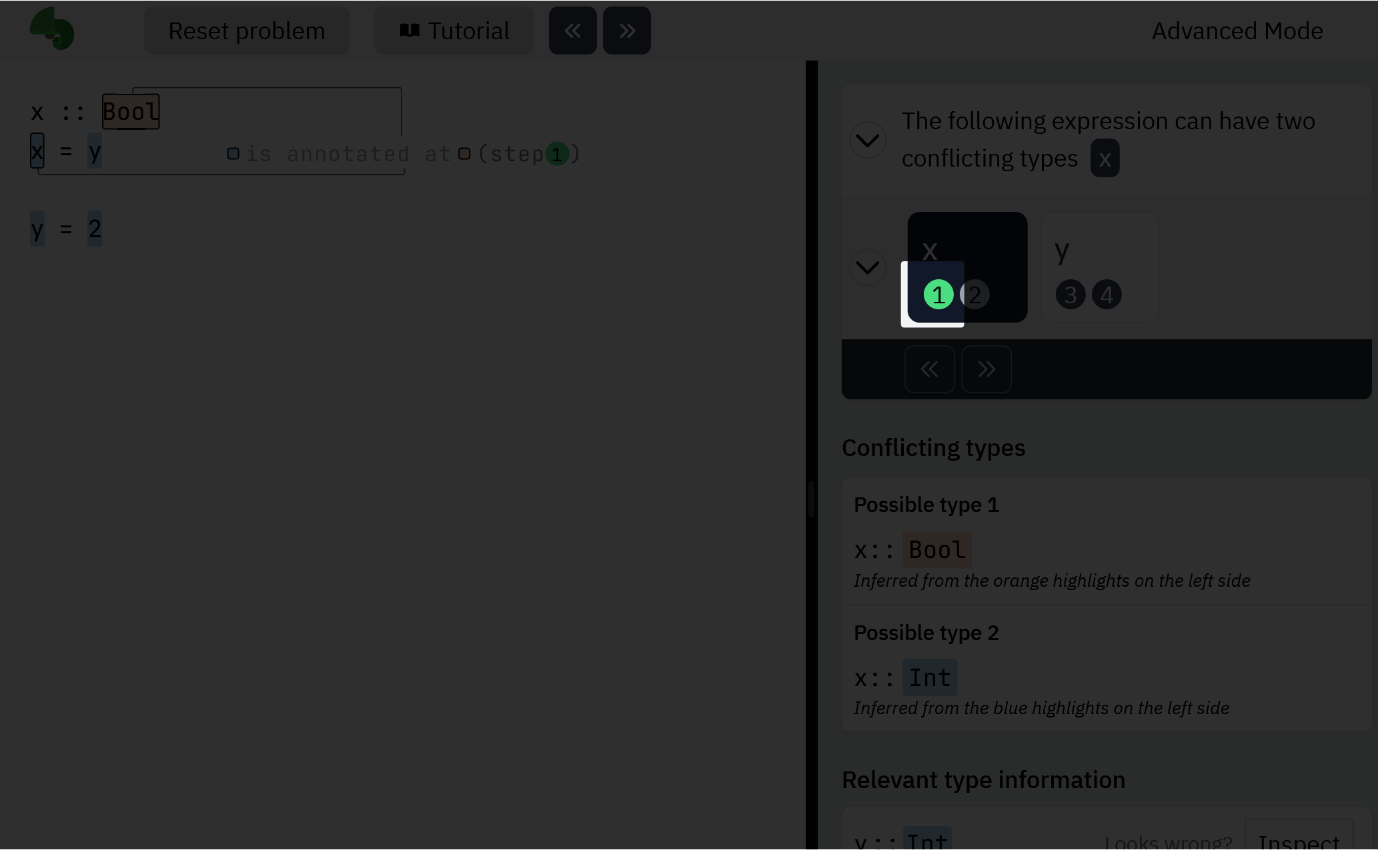 Reset problem
Tutorial
Advanced Mode
x :: Bool
x = y
is annotated at (step 1)
y = 2
The following expression can have two
conflicting types x
x
1 2
y
3 4
Conflicting types
Possible type 1
x:: Bool
Inferred from the orange highlights on the left side
Possible type 2
x:: Int
Inferred from the blue highlights on the left side
Relevant type information
Int
Looks wrong?
Inspect